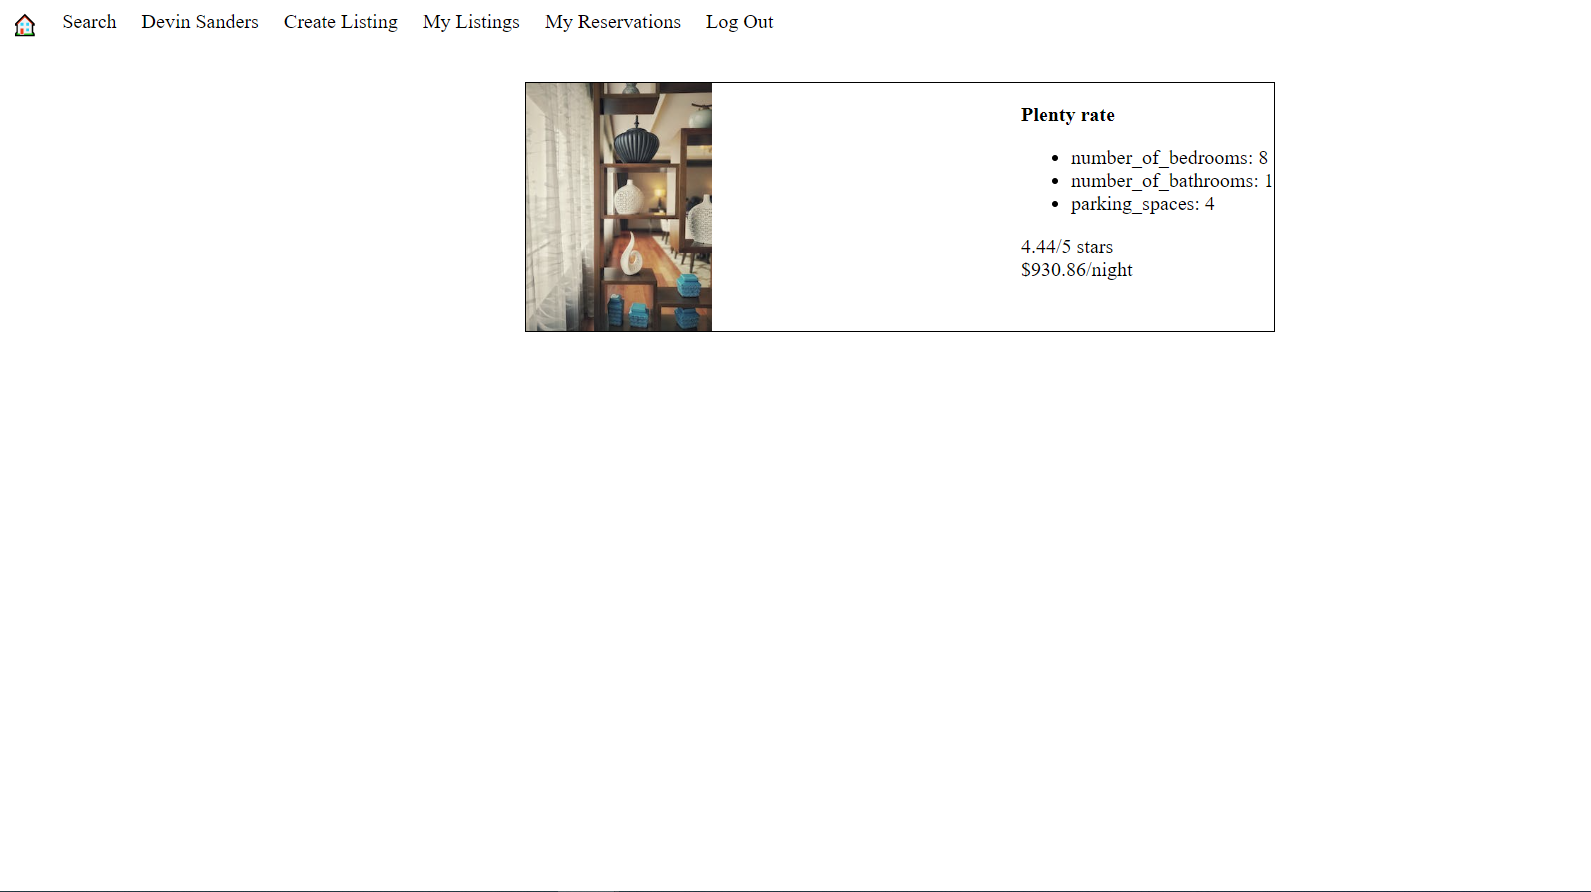 Search Devin Sanders Create Listing My Listings My Reservations Log Out
Plenty rate
number_of_bedrooms: 8
number_of_bathrooms: 1
parking_spaces: 4
4.44/5 stars
$930.86/night